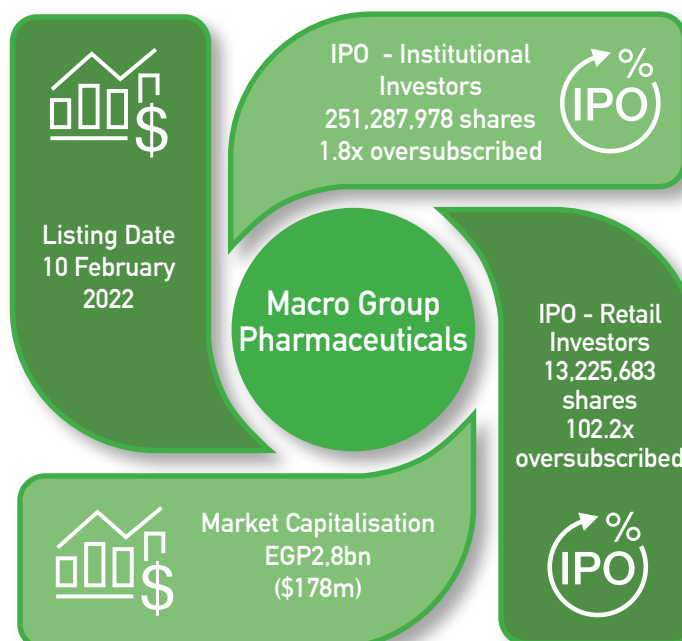 IPO - Institutional
Investors
251,287,978 shares
1.8x oversubscribed
%
IPO
$
Listing Date
10 February
2022
Macro Group
Pharmaceuticals
IPO - Retail
Investors
13,225,683
shares
102.2x
oversubscribed
%
IPO
Market Capitalisation
EGP2,8bn
($178m)
$